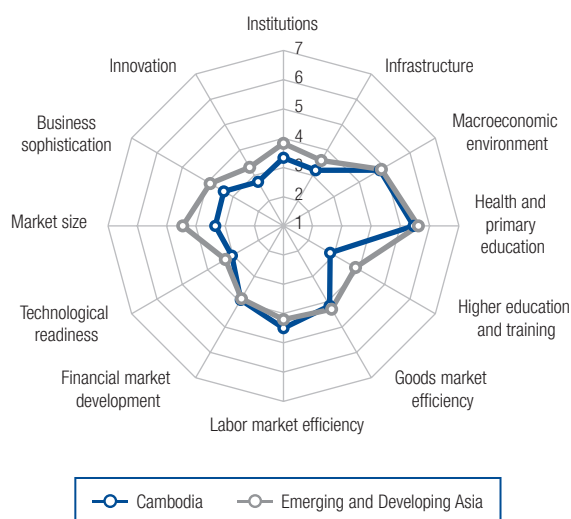 Institutions
7
6
5
4
3
2
1
Infrastructure
Macroeconomic
environment
Health and
primary
education
Higher education
and training
Goods market
efficiency
Labor market efficiency
Financial market
development
Technological
readiness
Market size
Business
sophistication
Innovation
Cambodia
Emerging and Developing Asia